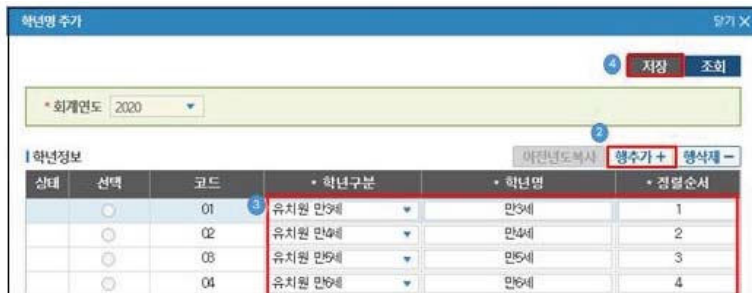 학년명 추가 닫기 X
4 저장 조회
* 회계연도 2020
2
학년정보 이전년도복사 행추가 + 행삭제 -
상태 선택 코드 * 학년구분 * 학년명 * 정렬순서
01 3 유치원 만3세 만3세 1
02 유치원 만4세 만4세 2
03 유치원 만5세 만5세 3
04 유치원 만6세 만6세 4